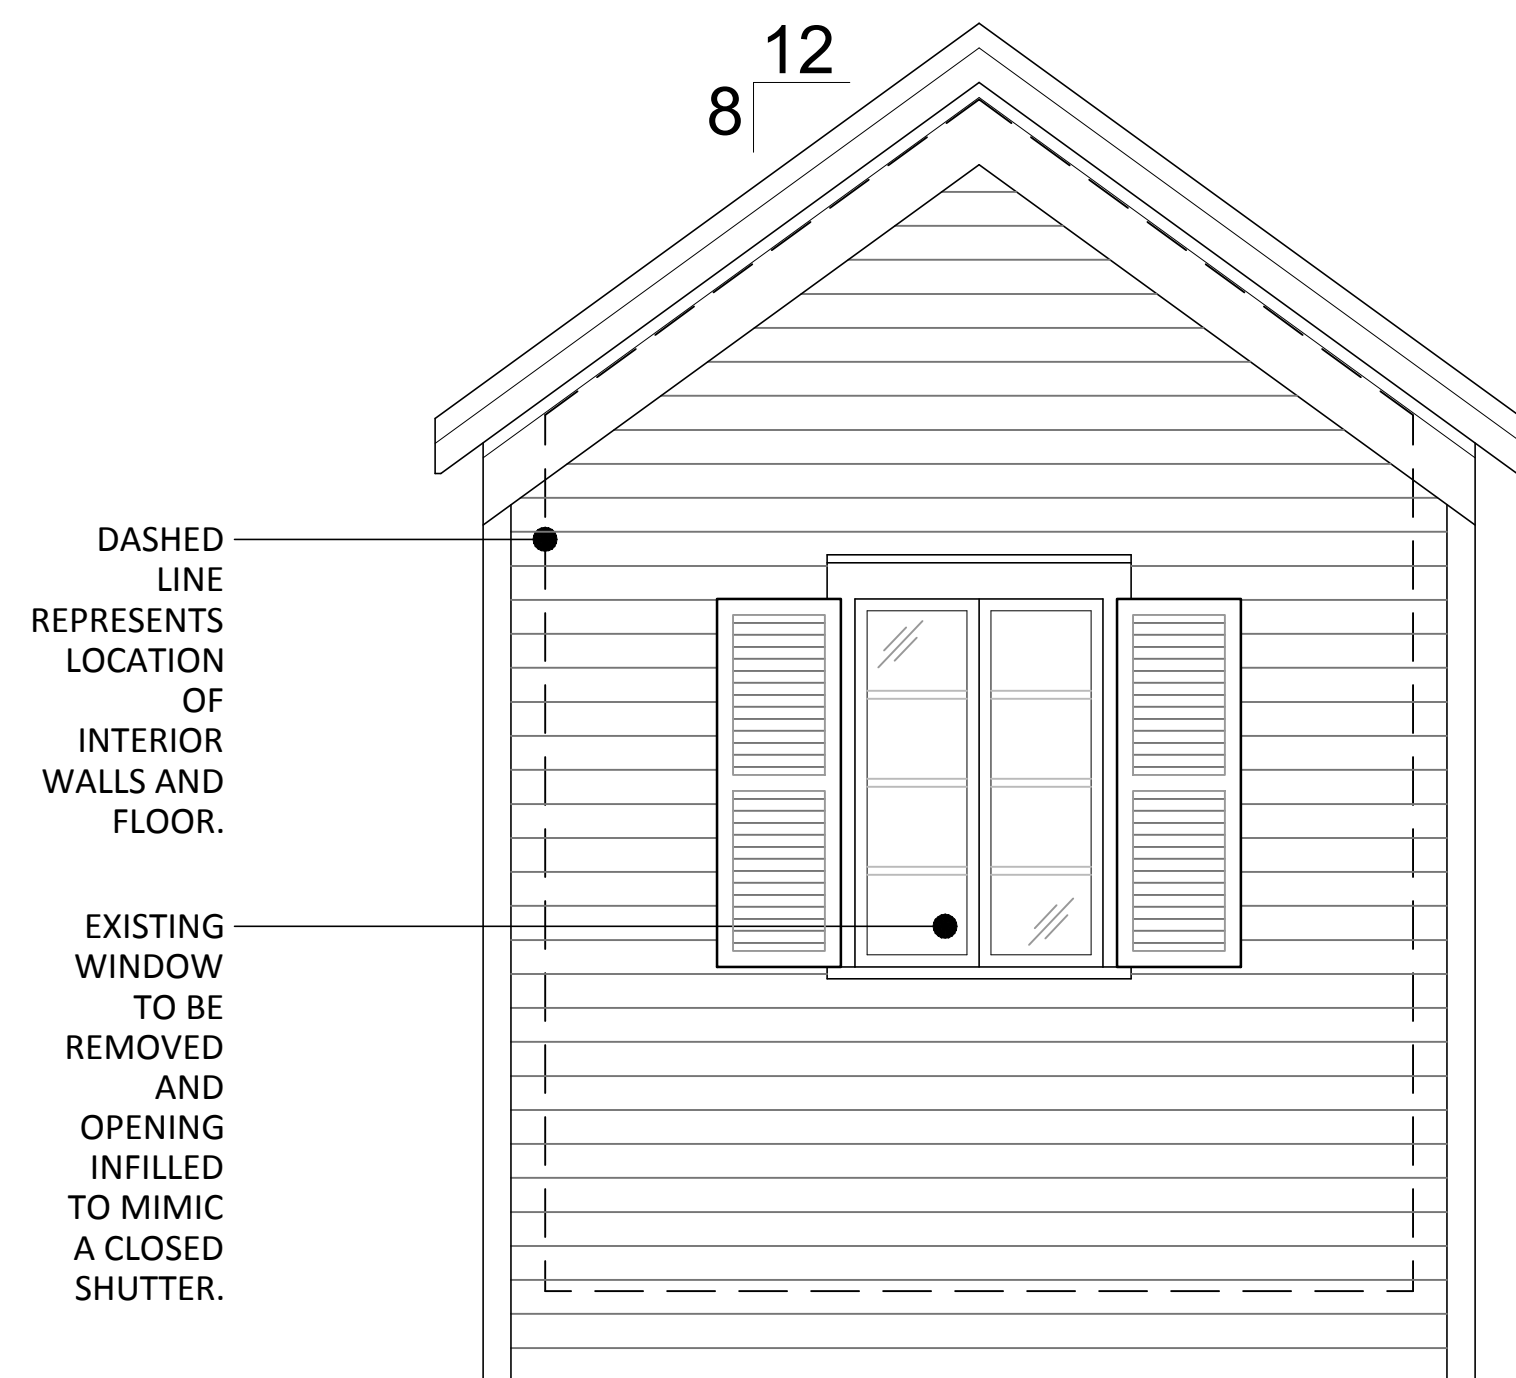 12
8
DASHED
LINE
REPRESENTS
LOCATION
OF
INTERIOR
WALLS AND
FLOOR.
EXISTING
WINDOW
TO BE
REMOVED
AND
OPENING
INFILLED
TO MIMIC
A CLOSED
SHUTTER.